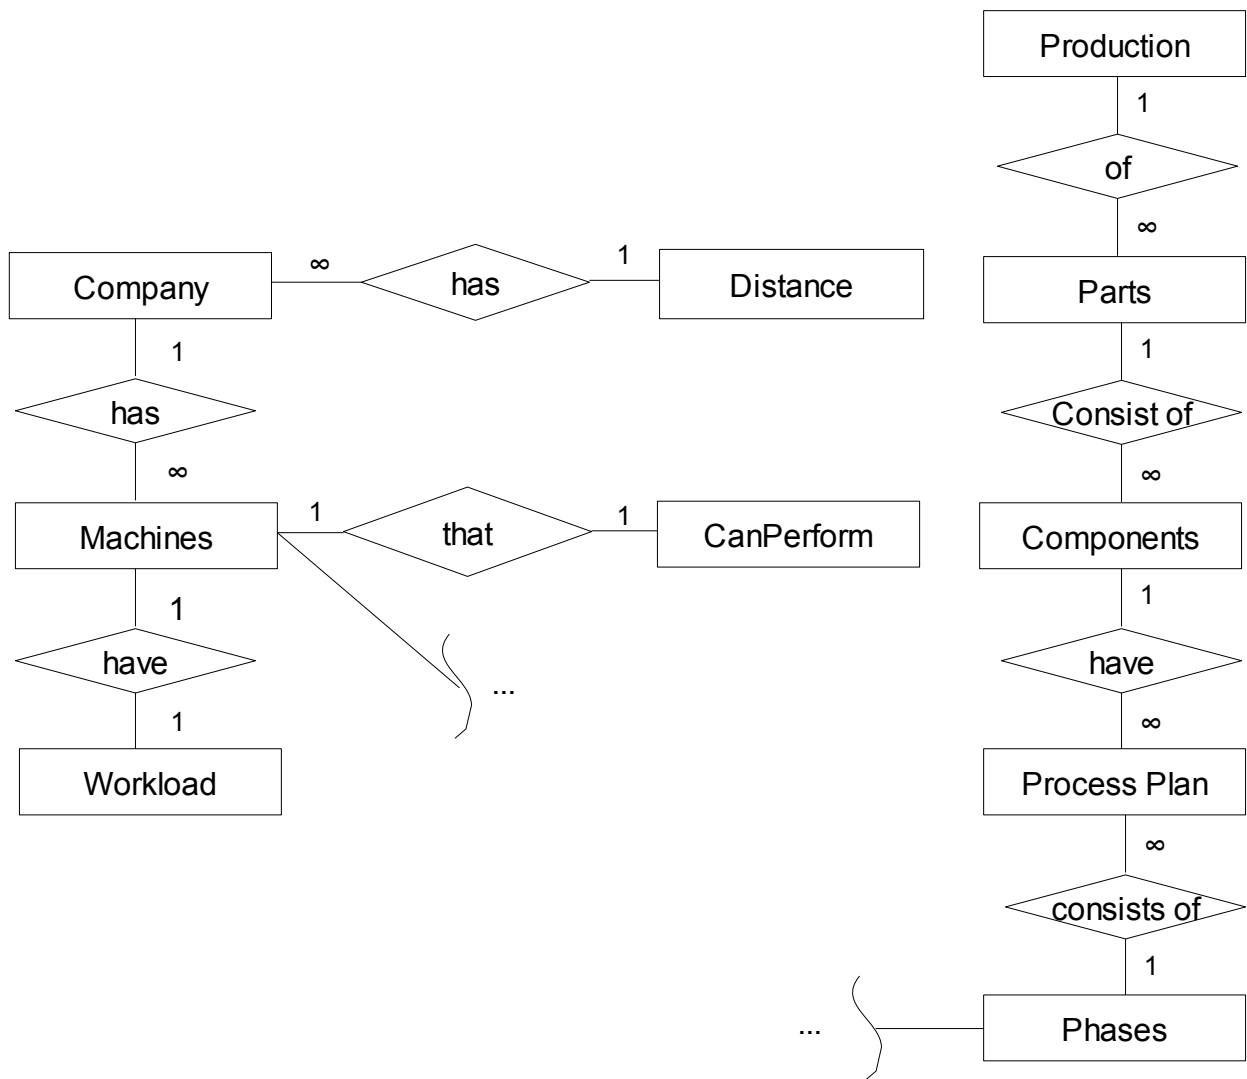 Production
1
of
∞
Company
∞
has
1
Distance
Parts
1
1
has
Consist of
∞
∞
Machines
1
that
1
CanPerform
Components
1
1
have
have
...
1
∞
Workload
Process Plan
∞
consists of
1
...
Phases